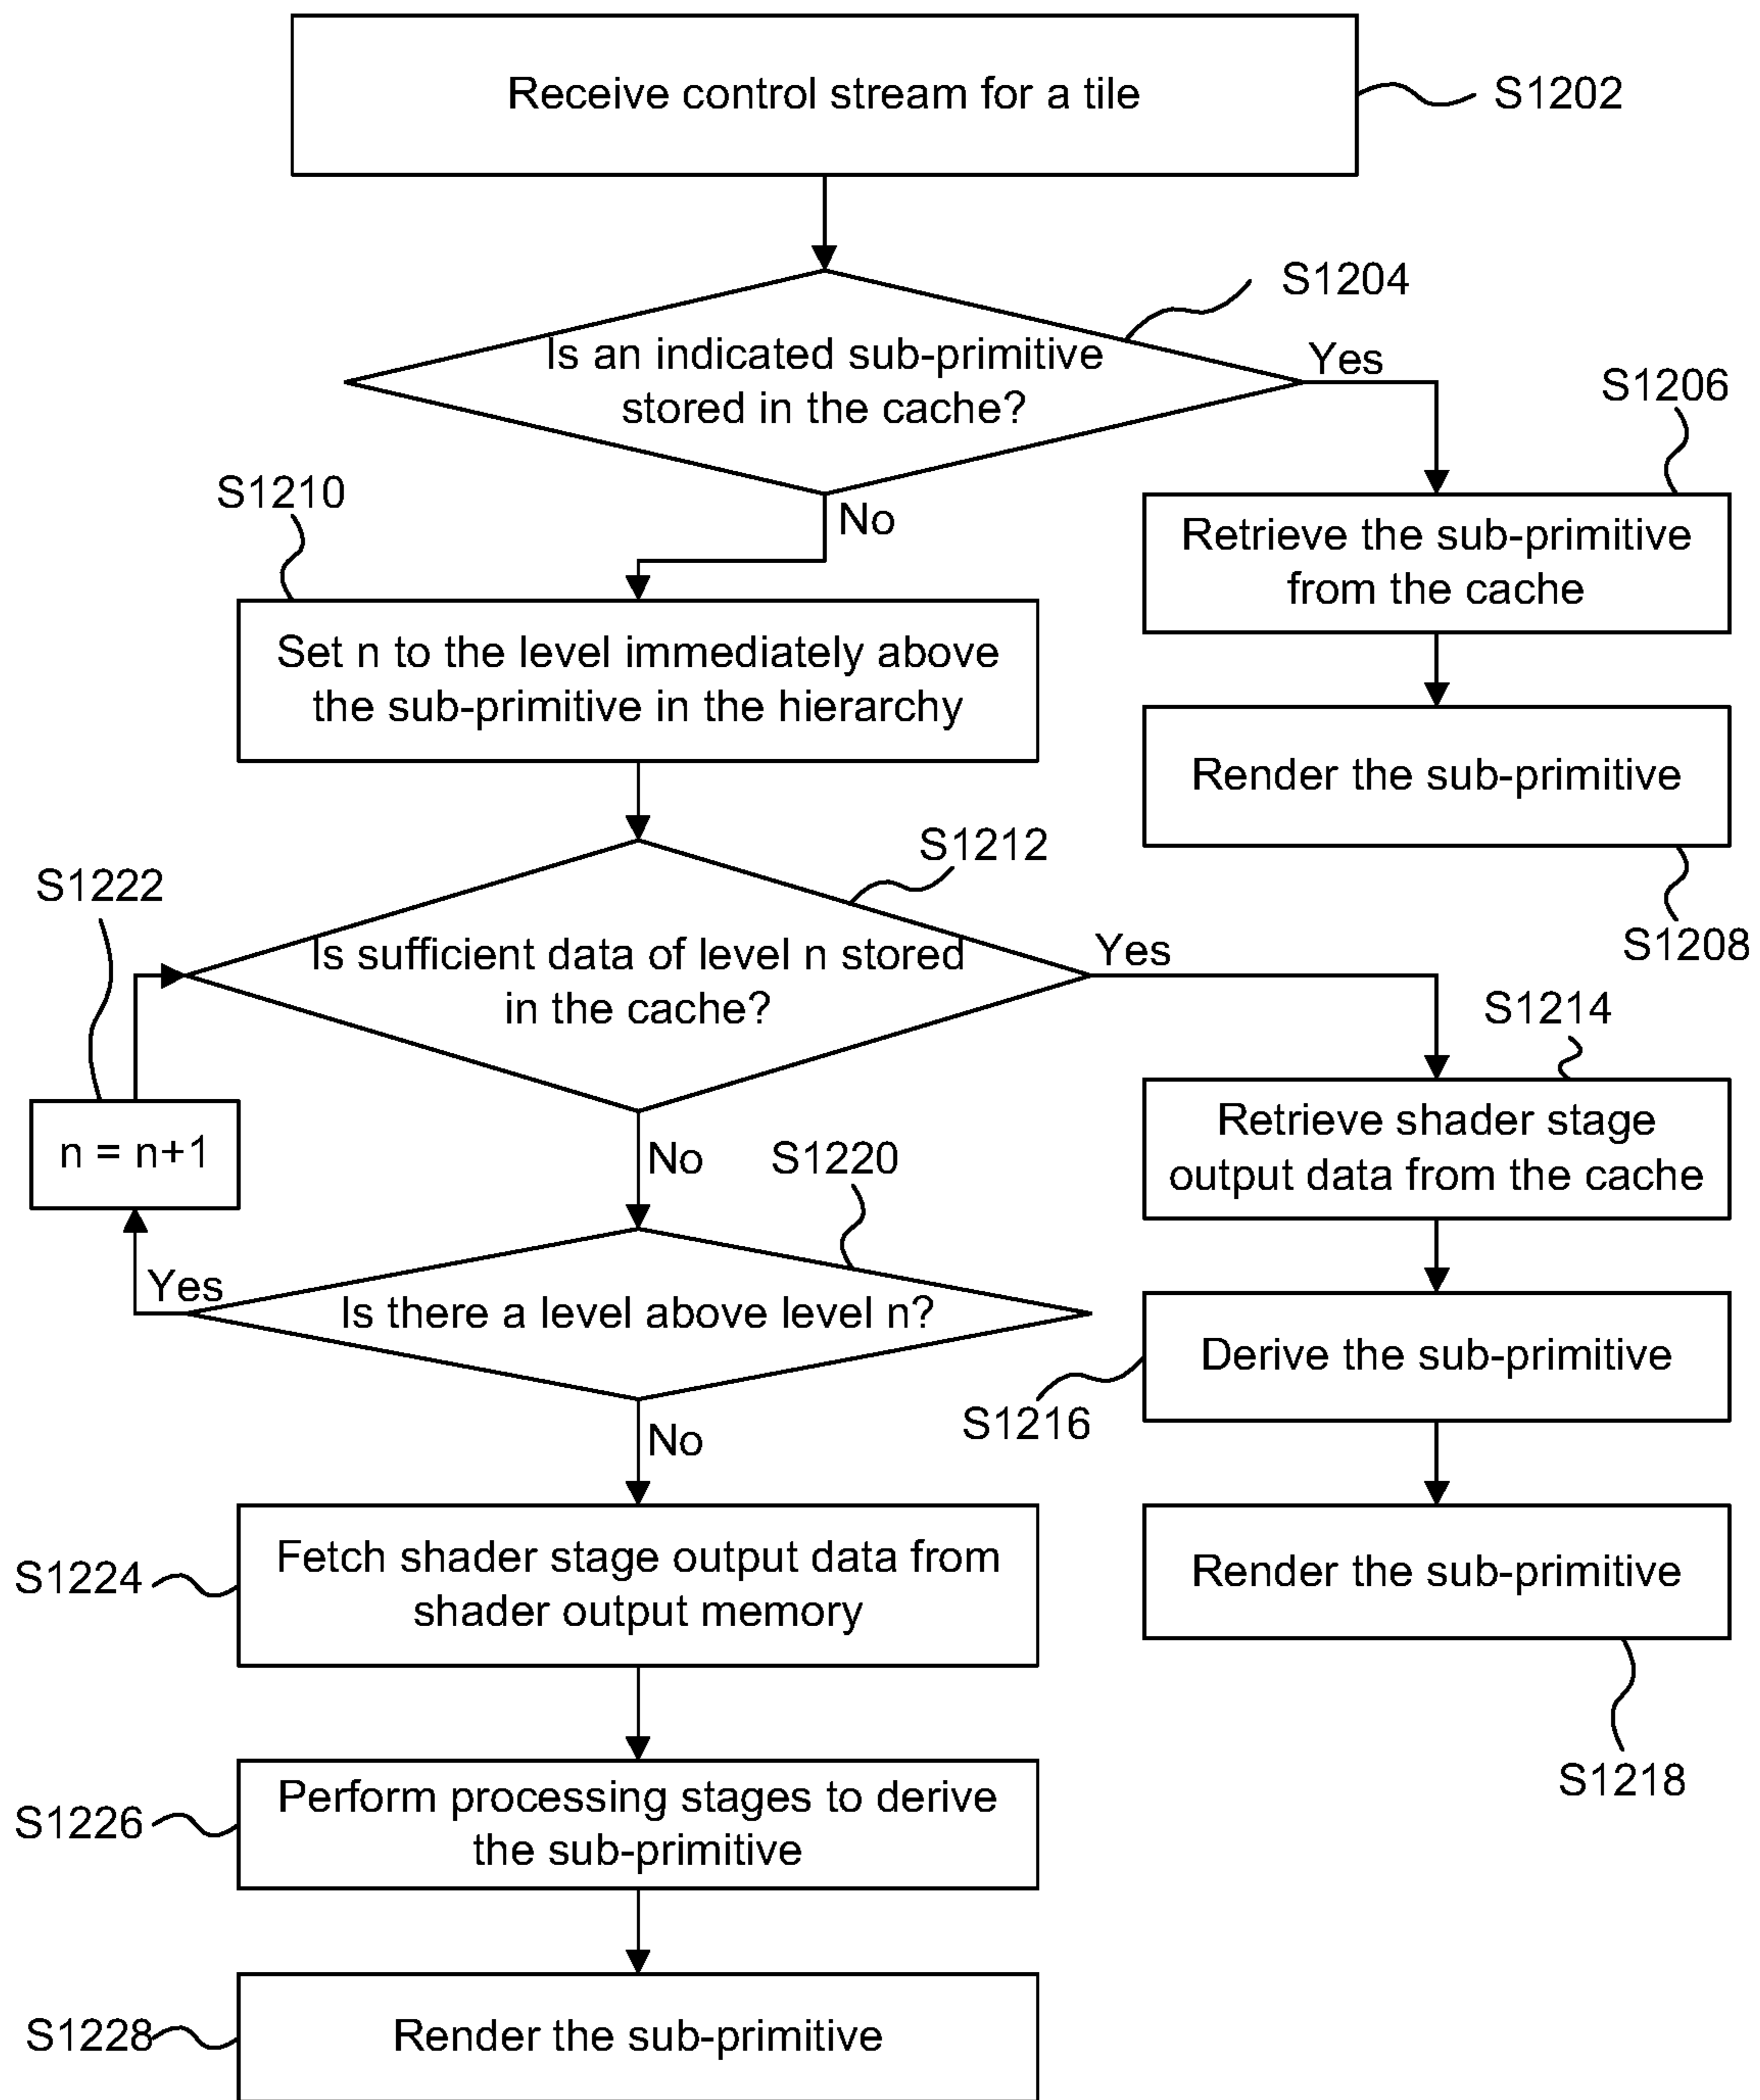 Receive control stream for a tile
S1202
S1204
Is an indicated sub-primitive
stored in the cache?
Yes
S1206
S1210
No
Retrieve the sub-primitive
from the cache
Set n to the level immediately above
the sub-primitive in the hierarchy
Render the sub-primitive
S1208
S1212
S1222
Is sufficient data of level n stored
in the cache?
Yes
S1214
n = n+1
No
S1220
Retrieve shader stage
output data from the cache
Yes
Is there a level above level n?
Derive the sub-primitive
S1216
No
S1224
Fetch shader stage output data from
shader output memory
Render the sub-primitive
S1218
S1226
Perform processing stages to derive
the sub-primitive
S1228
Render the sub-primitive